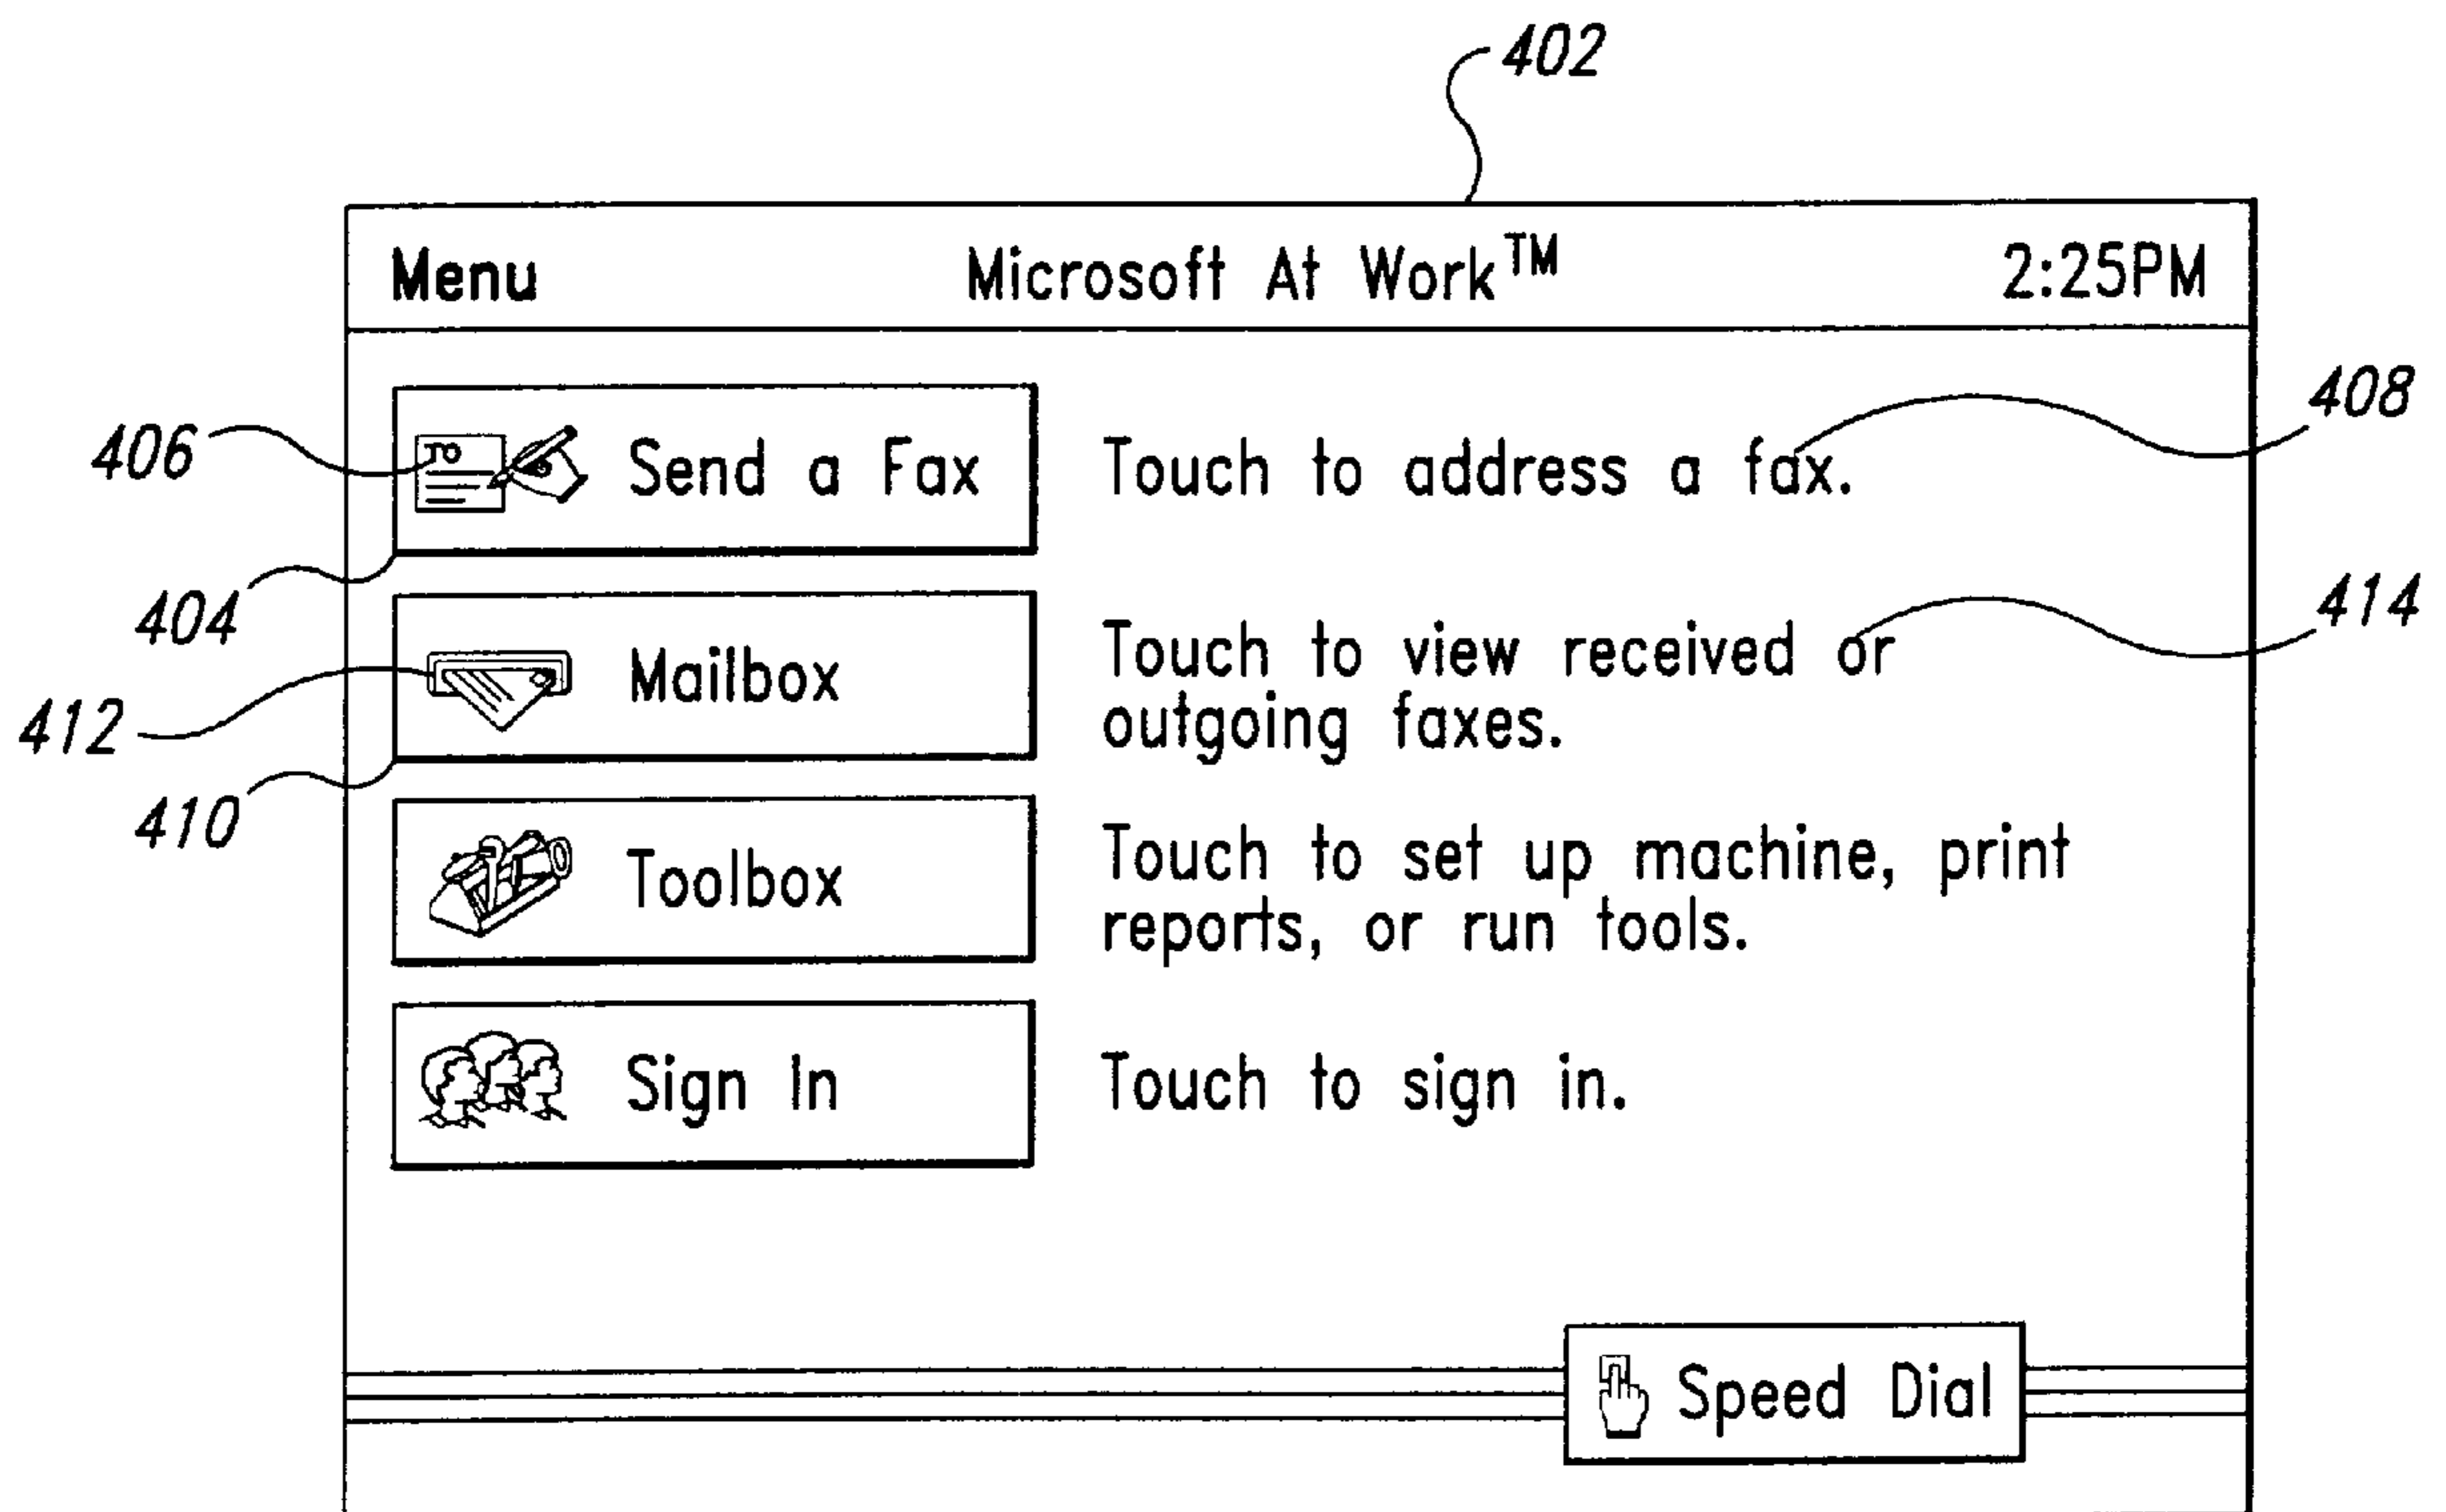 402
Menu Microsoft At Work™ 2:25PM
408
406
TO
Send a Fax Touch to address a fax.
404
414
Mailbox Touch to view received or
outgoing faxes.
412
410
Toolbox Touch to set up machine, print
reports, or run tools.
Sign In Touch to sign in.
Speed Dial